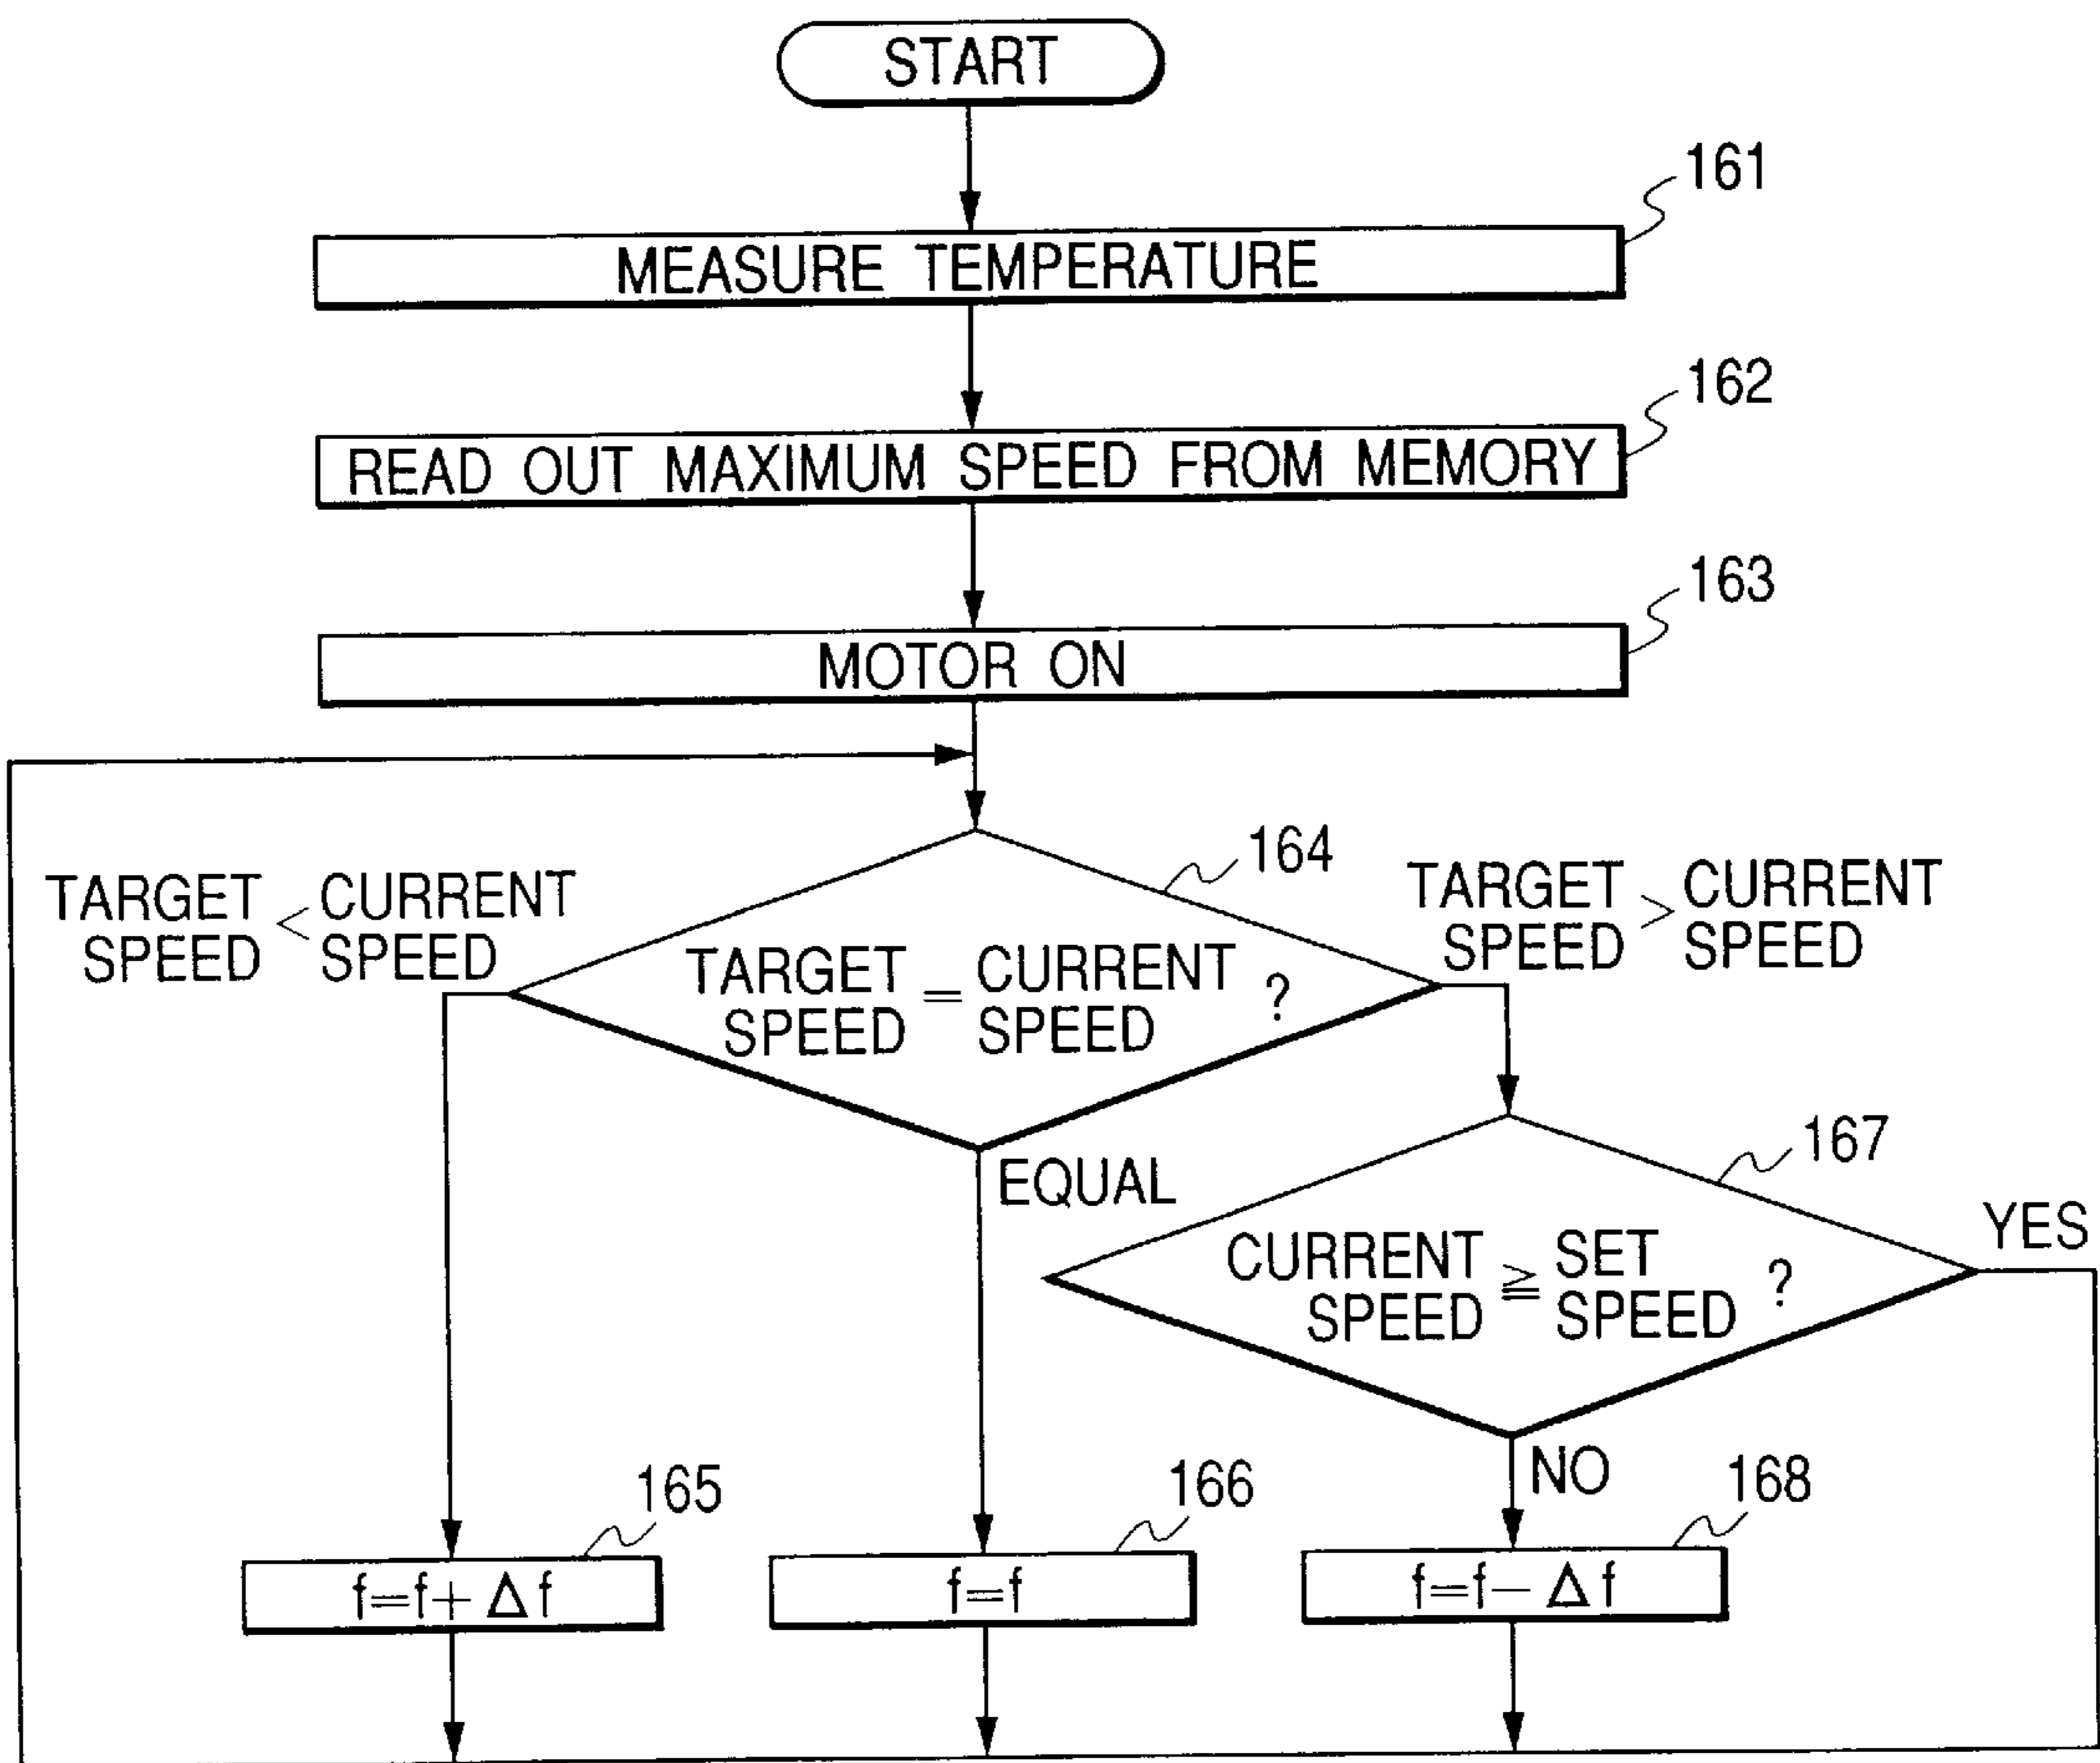 START
161
MEASURE TEMPERATURE
162
READ OUT MAXIMUM SPEED FROM MEMORY
163
MOTOR ON
164
TARGET SPEED < CURRENT SPEED
TARGET SPEED > CURRENT SPEED
TARGET SPEED = CURRENT SPEED ?
EQUAL
167
YES
CURRENT SPEED ≧ SET SPEED ?
NO
165
166
168
f=f+ Δf
f=f
f=f− Δf